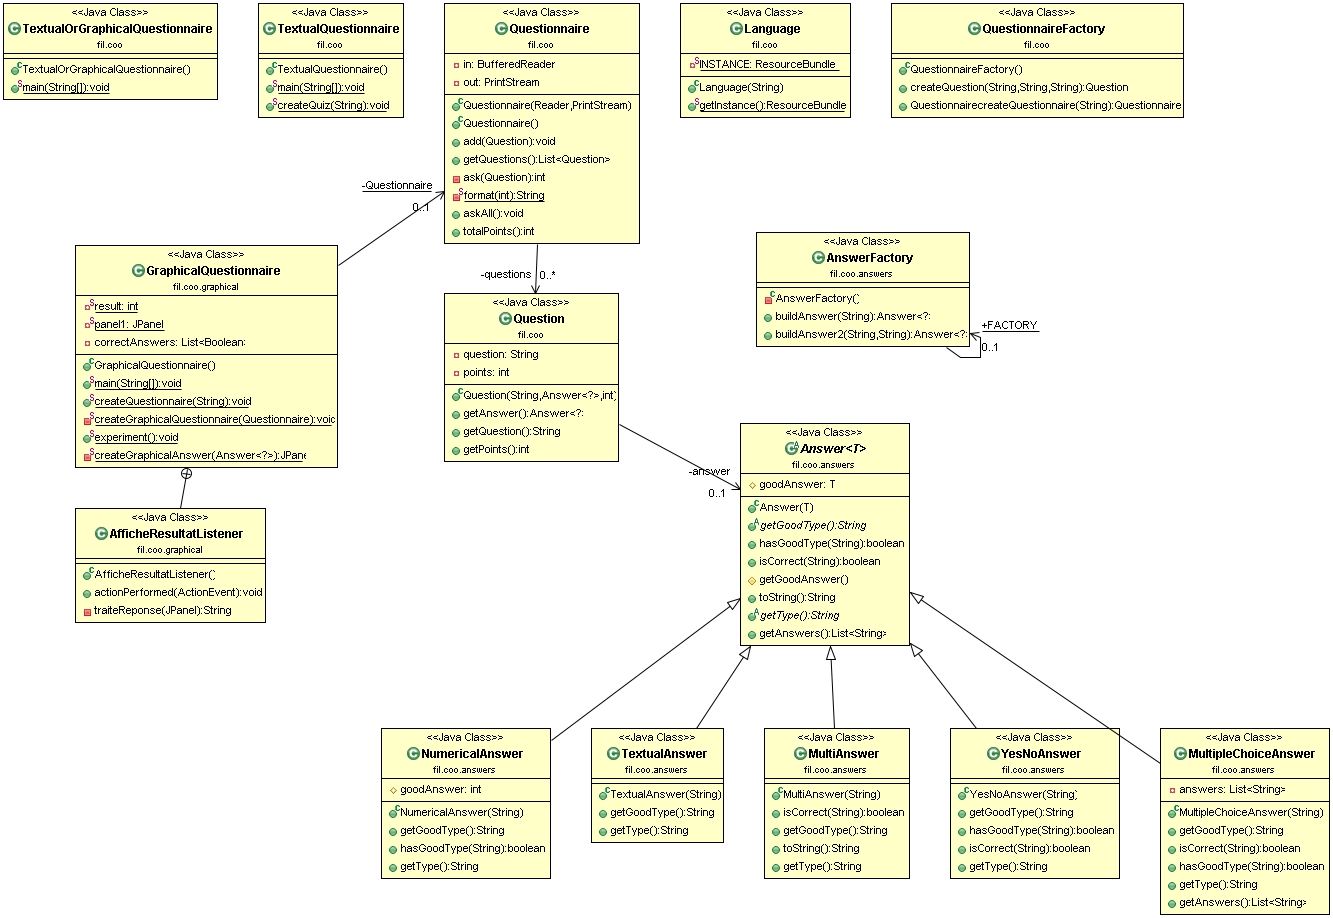 <<Java Class>>
TextualOrGraphicalQuestionnaire
fil.coo
TextualOrGraphicalQuestionnaire()
main(String[]):void
<<Java Class>>
TextualQuestionnaire
fil.coo
TextualQuestionnaire()
main(String[]):void
createQuiz(String):void
<<Java Class>>
Questionnaire
fil.coo
in: BufferedReader
out: PrintStream
Questionnaire(Reader,PrintStream)
Questionnaire()
add(Question):void
getQuestions():List<Question>
ask(Question):int
format(int):String
askAll():void
totalPoints():int
<<Java Class>>
Language
fil.coo
INSTANCE: ResourceBundle
Language(String)
getInstance():ResourceBundle
<<Java Class>>
QuestionnaireFactory
fil.coo
QuestionnaireFactory()
createQuestion(String,String,String):Question
QuestionnairecreateQuestionnaire(String):Questionnaire
-Questionnaire
0..1
<<Java Class>>
GraphicalQuestionnaire
fil.coo.graphical
result: int
panel1: JPanel
correctAnswers: List<Boolean>
GraphicalQuestionnaire()
main(String[]):void
createQuestionnaire(String):void
createGraphicalQuestionnaire(Questionnaire):void
experiment():void
createGraphicalAnswer(Answer<?>):JPane
-questions
0..*
<<Java Class>>
Question
fil.coo
question: String
points: int
Question(String,Answer<?>,int)
getAnswer():Answer<?>
getQuestion():String
getPoints():int
<<Java Class>>
AnswerFactory
fil.coo.answers
AnswerFactory()
buildAnswer(String):Answer<?>
buildAnswer2(String,String):Answer<?>
+FACTORY
0..1
-answer
0..1
<<Java Class>>
Answer<T>
fil.coo.answers
goodAnswer: T
Answer(T)
getGoodType():String
hasGoodType(String):boolean
isCorrect(String):boolean
getGoodAnswer()
toString():String
getType():String
getAnswers():List<String>
<<Java Class>>
AfficheResultatListener
fil.coo.graphical
AfficheResultatListener()
actionPerformed(ActionEvent):void
traiteReponse(JPanel):String
<<Java Class>>
NumericalAnswer
fil.coo.answers
goodAnswer: int
NumericalAnswer(String)
getGoodType():String
hasGoodType(String):boolean
getType():String
<<Java Class>>
TextualAnswer
fil.coo.answers
TextualAnswer(String)
getGoodType():String
getType():String
<<Java Class>>
MultiAnswer
fil.coo.answers
MultiAnswer(String)
isCorrect(String):boolean
getGoodType():String
toString():String
getType():String
<<Java Class>>
YesNoAnswer
fil.coo.answers
YesNoAnswer(String)
getGoodType():String
hasGoodType(String):boolean
isCorrect(String):boolean
getType():String
<<Java Class>>
MultipleChoiceAnswer
fil.coo.answers
answers: List<String>
MultipleChoiceAnswer(String)
getGoodType():String
isCorrect(String):boolean
hasGoodType(String):boolean
getType():String
getAnswers():List<String>